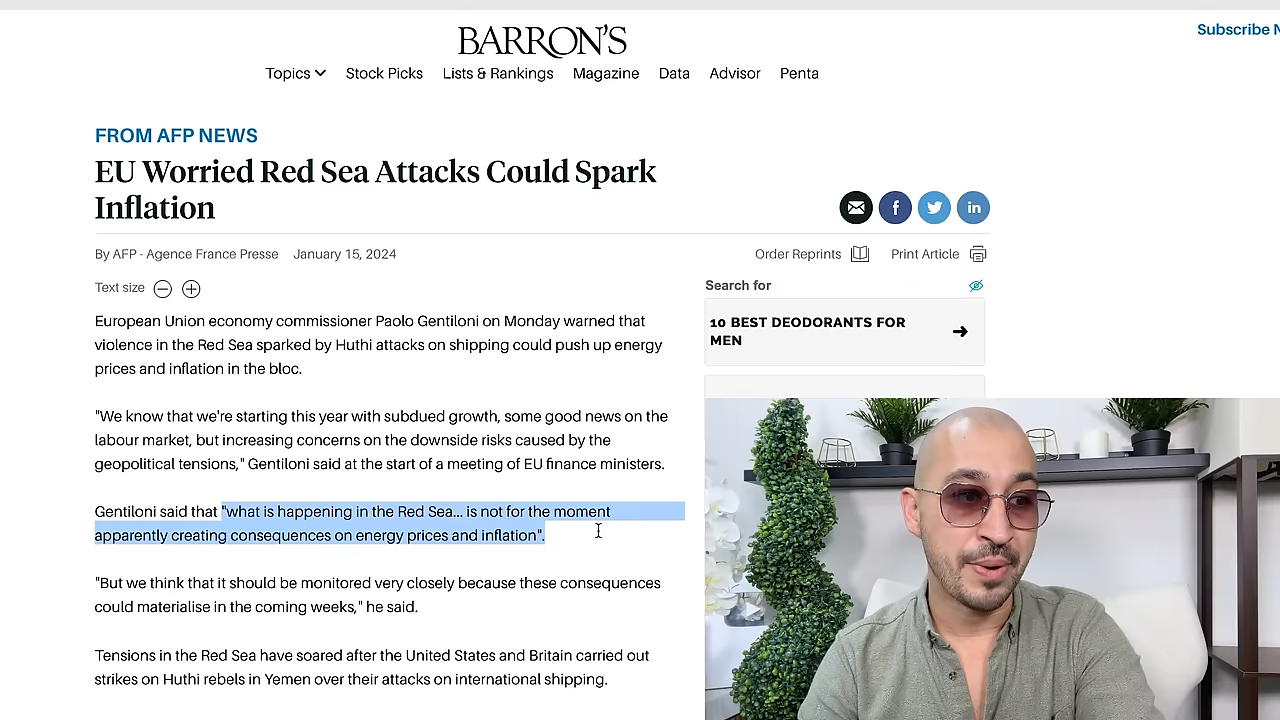 BARRON'S
Subscribe N
Topics
Stock Picks
Lists & Rankings
Magazine
Data
Advisor
Penta
FROM AFP NEWS
EU Worried Red Sea Attacks Could Spark
Inflation
f
in
By AFP - Agence France Presse
January 15, 2024
Order Reprints
Print Article
Text size
Search for
10 BEST DEODORANTS FOR
MEN
European Union economy commissioner Paolo Gentiloni on Monday warned that
violence in the Red Sea sparked by Huthi attacks on shipping could push up energy
prices and inflation in the bloc.
"We know that we're starting this year with subdued growth, some good news on the
labour market, but increasing concerns on the downside risks caused by the
geopolitical tensions," Gentiloni said at the start of a meeting of EU finance ministers.
Gentiloni said that "what is happening in the Red Sea... is not for the moment
apparently creating consequences on energy prices and inflation".
"But we think that it should be monitored very closely because these consequences
could materialise in the coming weeks," he said.
Tensions in the Red Sea have soared after the United States and Britain carried out
strikes on Huthi rebels in Yemen over their attacks on international shipping.